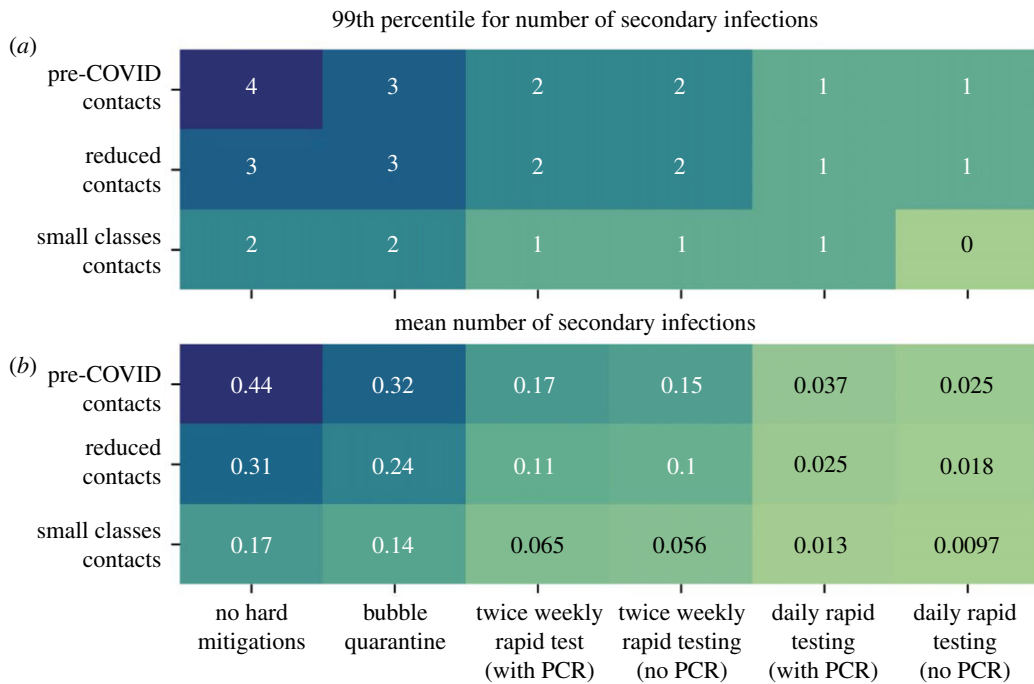 99th percentile for number of secondary infections
(a)
pre-COVID
contacts
4 3 2 2 1 1
reduced
contacts
3 3 2 2 1 1
small classes
contacts
2 2 1 1 1 0
mean number of secondary infections
(b)
pre-COVID
contacts
0.44 0.32 0.17 0.15 0.037 0.025
reduced
contacts
0.31 0.24 0.11 0.1 0.025 0.018
small classes
contacts
0.17 0.14 0.065 0.056 0.013 0.0097
no hard
mitigations
bubble
quarantine
twice weekly
rapid test
(with PCR)
twice weekly
rapid testing
(no PCR)
daily rapid
testing
(with PCR)
daily rapid
testing
(no PCR)